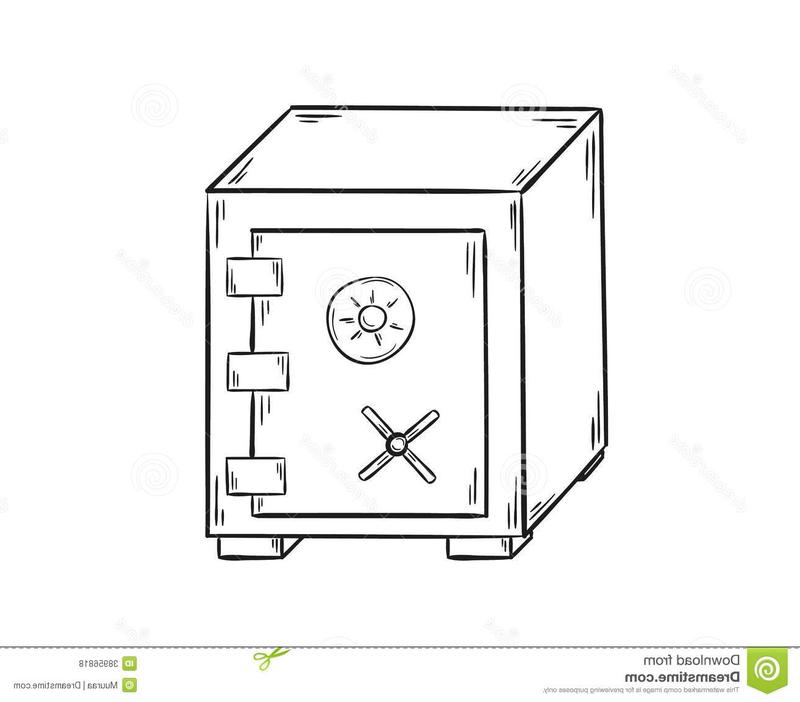 Download from
Dreamstime.com
This watermarked comp image is for previewing purposes only.
ID 38956818
© Muuraa | Dreamstime.com